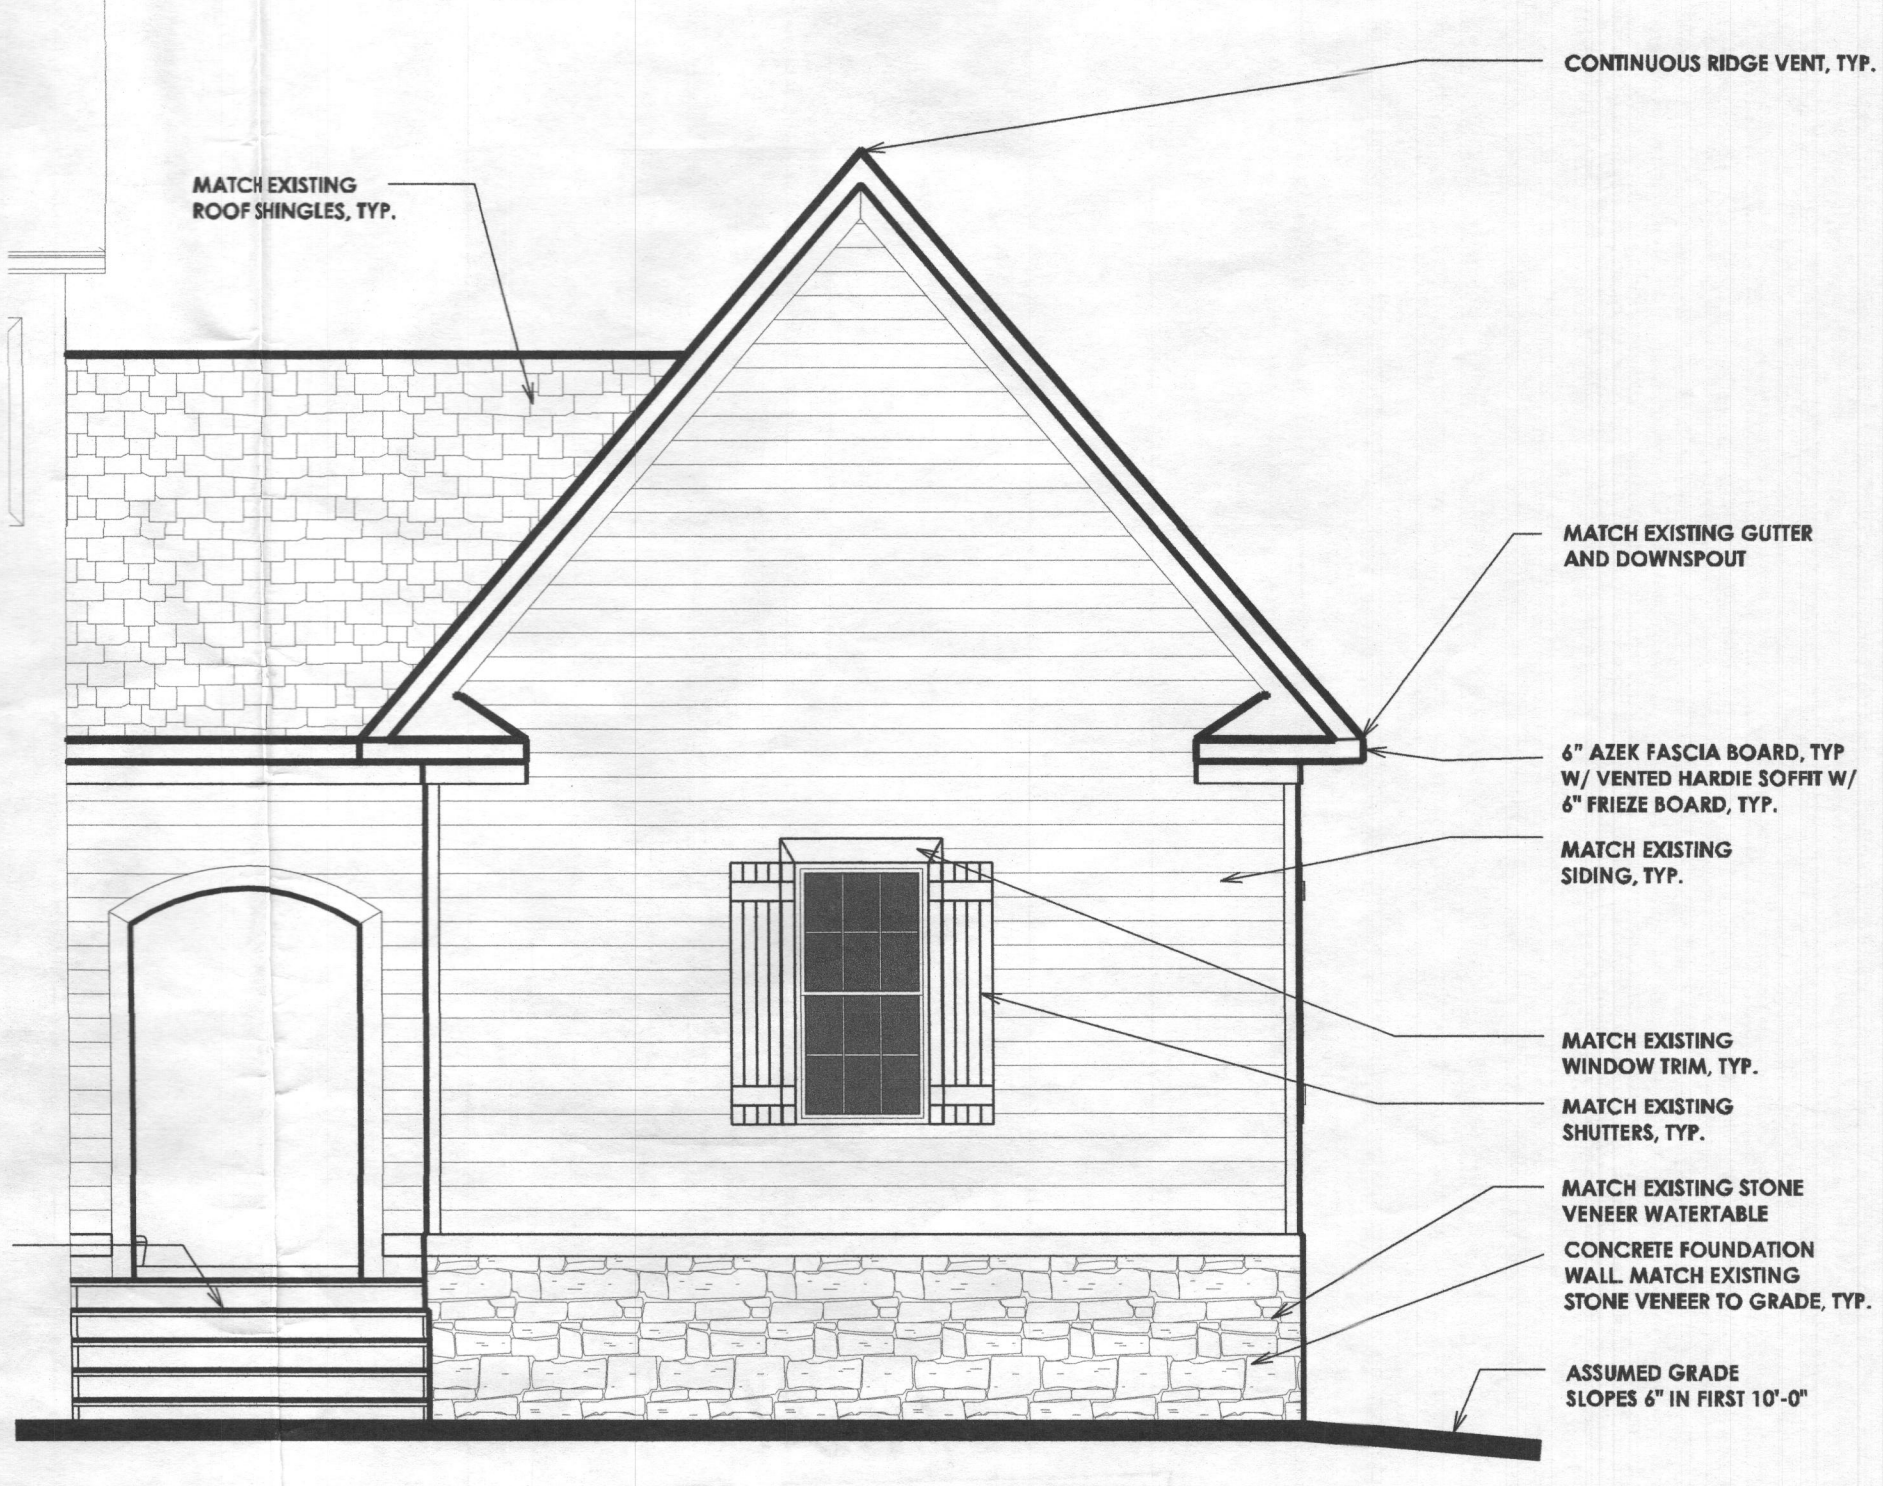 CONTINUOUS RIDGE VENT, TYP.
MATCH EXISTING
ROOF SHINGLES, TYP.
MATCH EXISTING GUTTER
AND DOWNSPOUT
6" AZEK FASCIA BOARD, TYP
W/ VENTED HARDIE SOFFIT W/
6" FRIEZE BOARD, TYP.
MATCH EXISTING
SIDING, TYP.
MATCH EXISTING
WINDOW TRIM, TYP.
MATCH EXISTING
SHUTTERS, TYP.
MATCH EXISTING STONE
VENEER WATERTABLE
CONCRETE FOUNDATION
WALL. MATCH EXISTING
STONE VENEER TO GRADE, TYP.
ASSUMED GRADE
SLOPES 6" IN FIRST 10'-0"